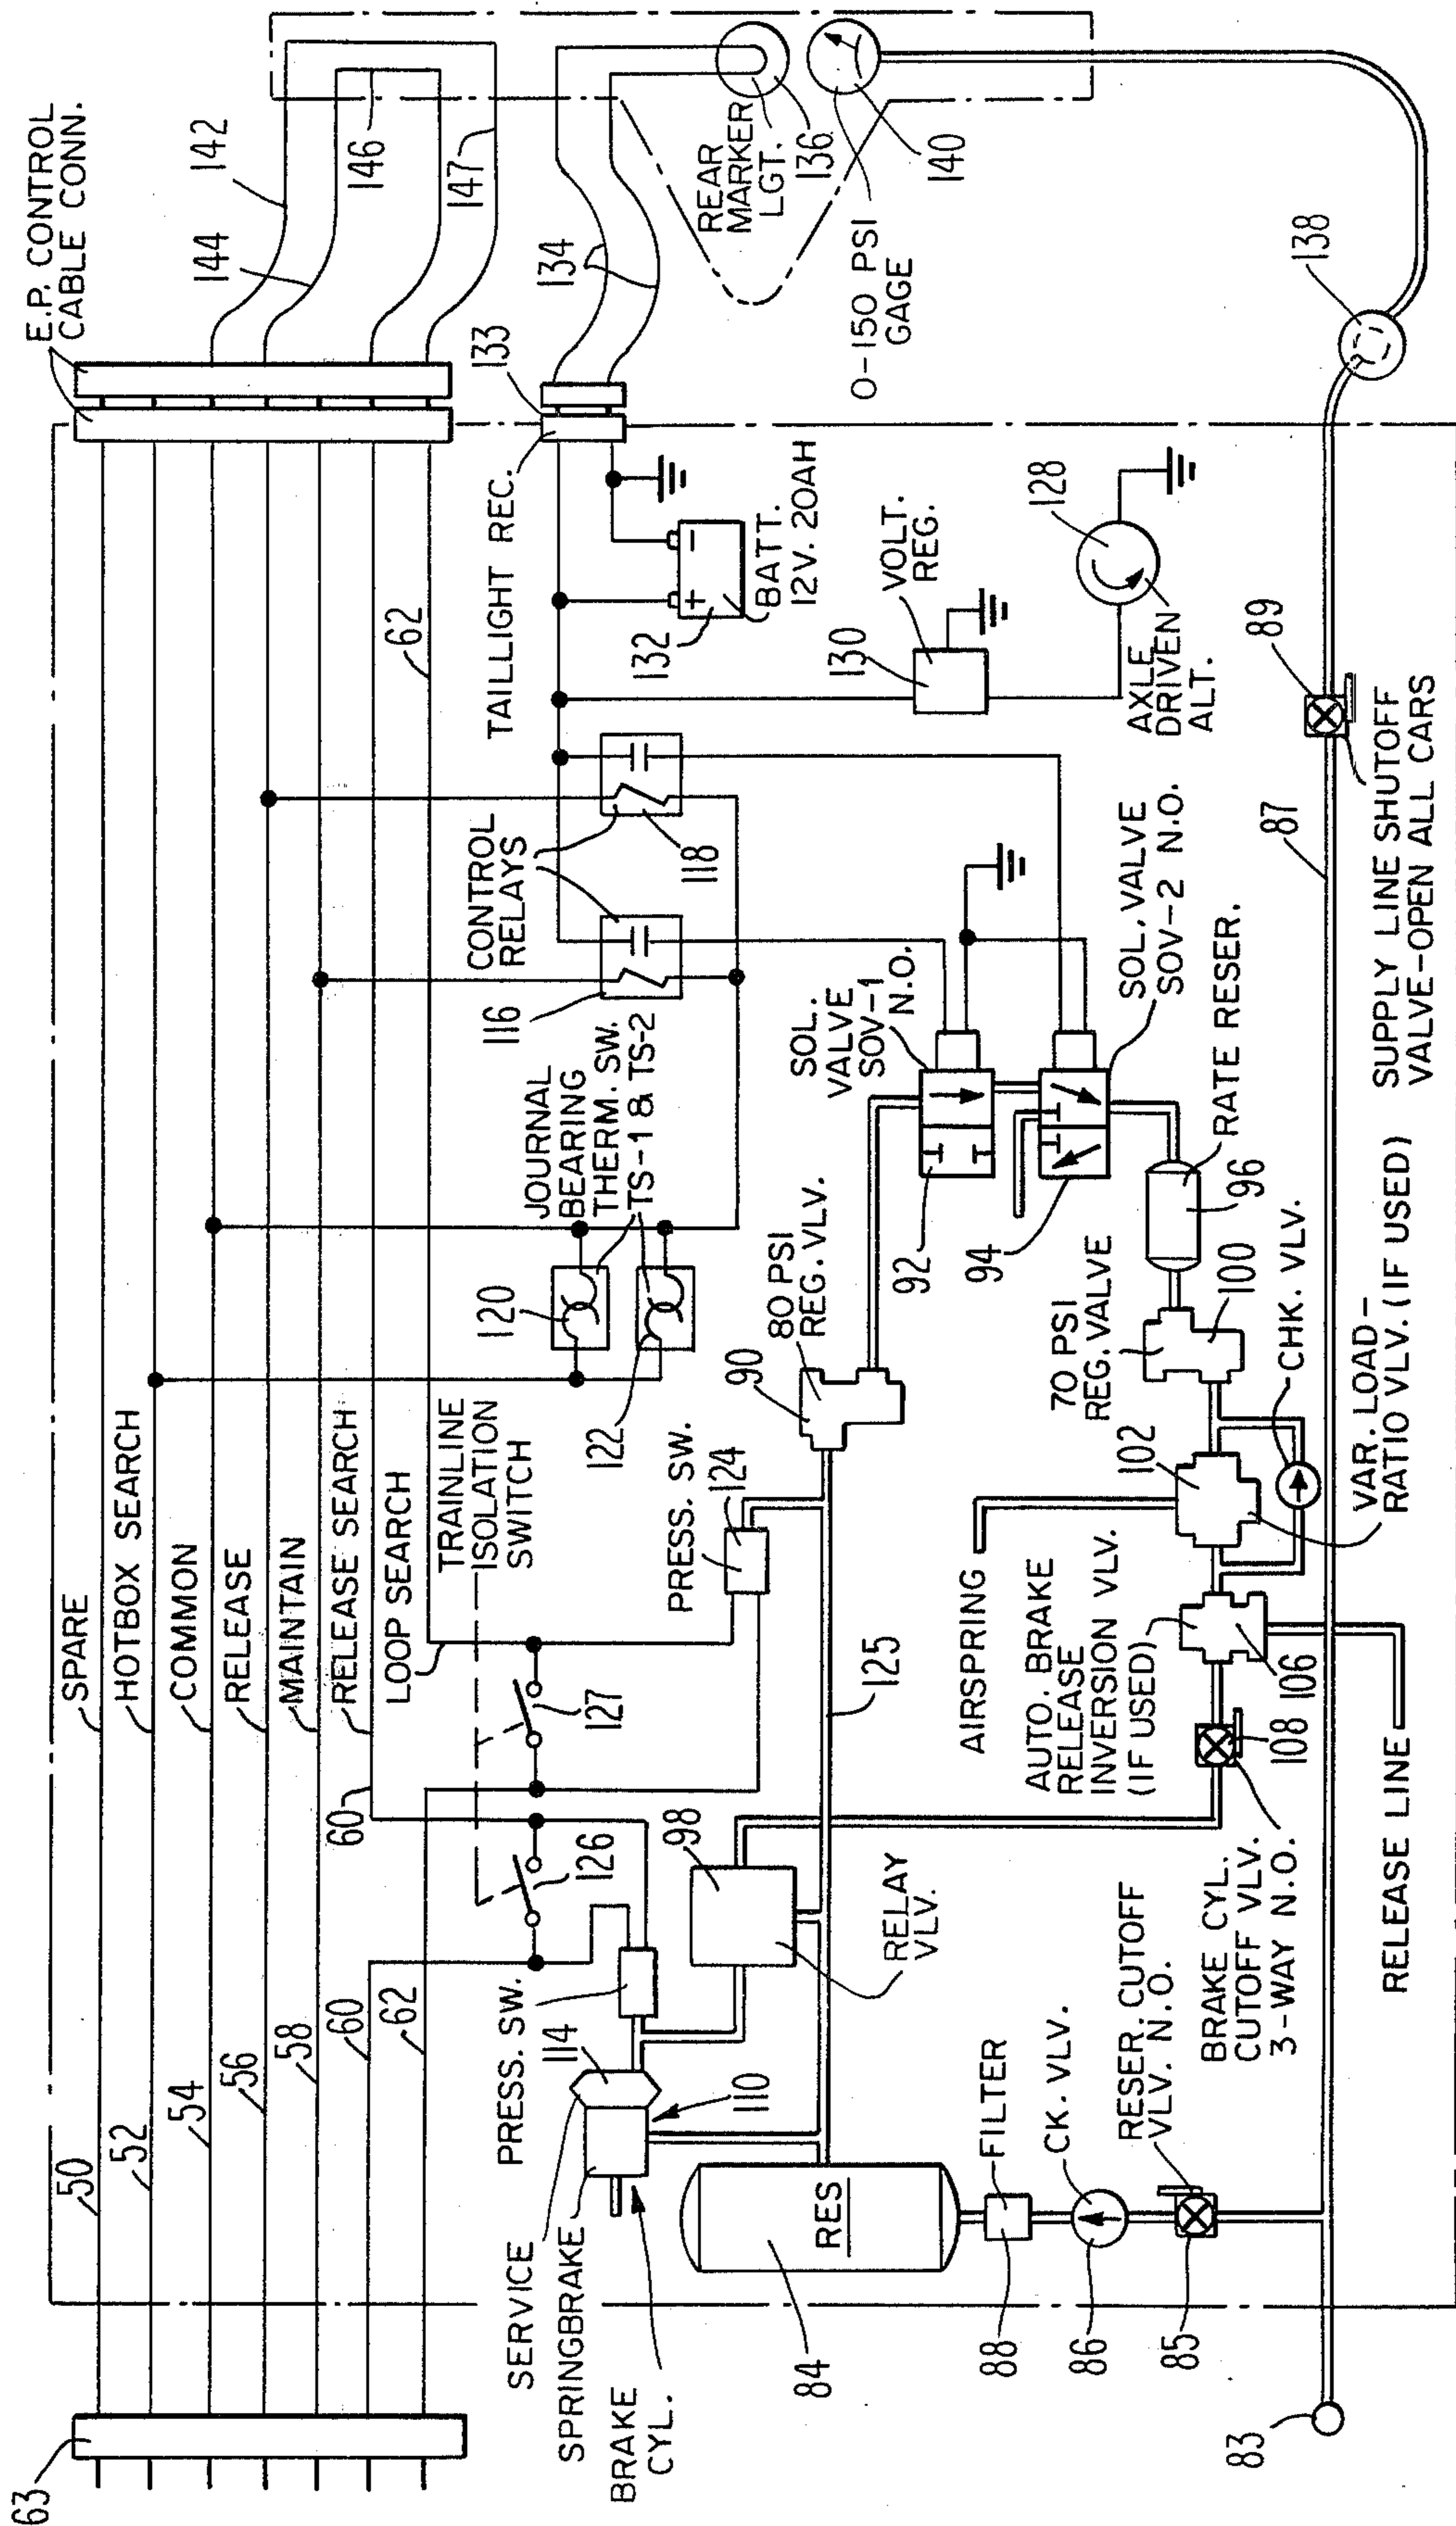 63
50
52
54
56
58
60
62
SPARE
HOTBOX SEARCH
COMMON
RELEASE
MAINTAIN
RELEASE SEARCH
LOOP SEARCH
60
62
E.P. CONTROL
CABLE CONN.
144
142
146
147
TRAINLINE
ISOLATION
SWITCH
126
127
SERVICE
SPRINGBRAKE
BRAKE
CYL.
PRESS. SW.
114
110
98
RELAY
VLV.
PRESS. SW.
124
125
120
122
JOURNAL
BEARING
THERM. SW.
TS-1 & TS-2
116
CONTROL
RELAYS
118
TAILLIGHT REC.
133
134
132
BATT.
12V. 20AH
130
VOLT.
REG.
128
AXLE
DRIVEN
ALT.
REAR
MARKER
LGT.
136
0-150 PSI
GAGE
140
138
90
80 PSI
REG. VLV.
SOL.
VALVE
SOV-1
N.O.
92
94
SOL. VALVE
SOV-2 N.O.
RATE RESER.
96
70 PSI
REG. VALVE
100
102
CHK. VLV.
VAR. LOAD-
RATIO VLV. (IF USED)
AIRSPRING
AUTO. BRAKE
RELEASE
INVERSION VLV.
(IF USED)
106
108
BRAKE CYL.
CUTOFF VLV.
3-WAY N.O.
RELEASE LINE
RES
84
FILTER
88
CK. VLV.
86
RESER. CUTOFF
VLV. N.O.
85
83
87
89
SUPPLY LINE SHUTOFF
VALVE-OPEN ALL CARS